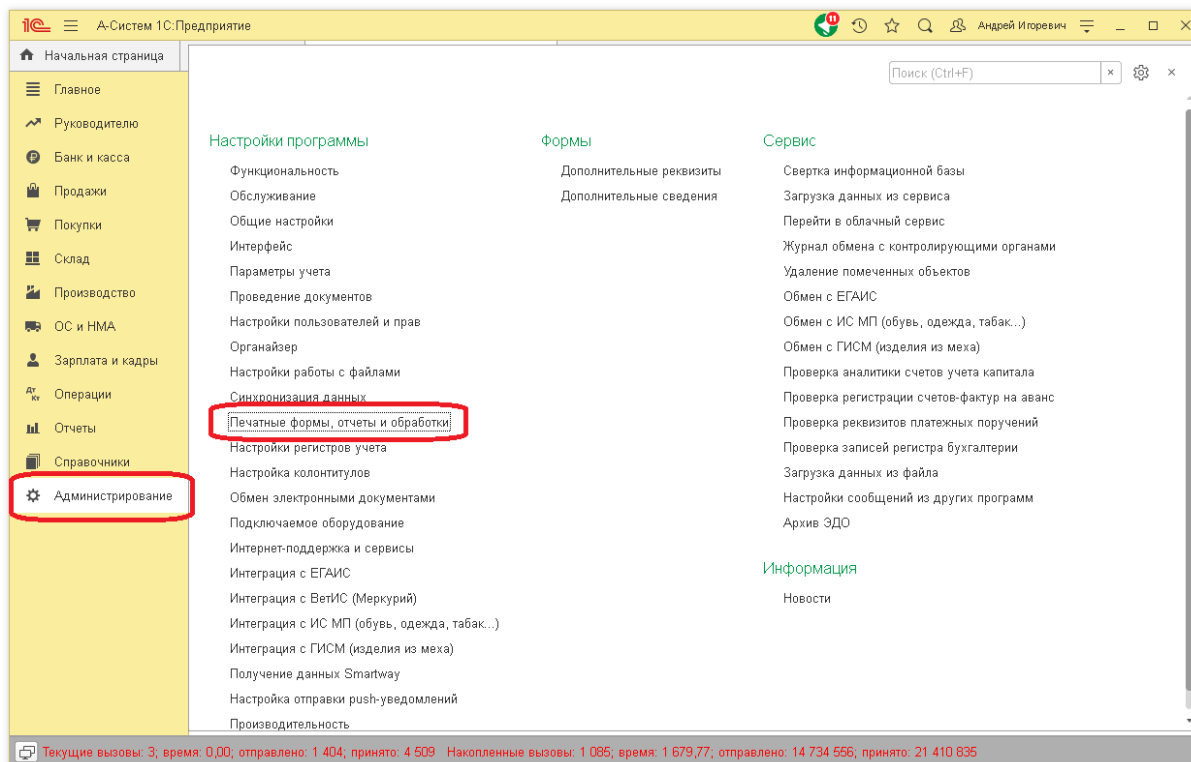 1С А-Систем 1С:Предприятие 11 Андрей Игоревич
Начальная страница
Поиск (Ctrl+F)
Главное
Руководителю
Банк и касса
Продажи
Покупки
Склад
Производство
ОС и НМА
Зарплата и кадры
Дт Кт Операции
Отчеты
Справочники
Администрирование
Настройки программы
Функциональность
Обслуживание
Общие настройки
Интерфейс
Параметры учета
Проведение документов
Настройки пользователей и прав
Органайзер
Настройки работы с файлами
Синхронизация данных
Печатные формы, отчеты и обработки
Настройки регистров учета
Настройка колонтитулов
Обмен электронными документами
Подключаемое оборудование
Интернет-поддержка и сервисы
Интеграция с ЕГАИС
Интеграция с ВетИС (Меркурий)
Интеграция с ИС МП (обувь, одежда, табак...)
Интеграция с ГИСМ (изделия из меха)
Получение данных Smartway
Настройка отправки push-уведомлений
Производительность
Формы
Дополнительные реквизиты
Дополнительные сведения
Сервис
Свертка информационной базы
Загрузка данных из сервиса
Перейти в облачный сервис
Журнал обмена с контролирующими органами
Удаление помеченных объектов
Обмен с ЕГАИС
Обмен с ИС МП (обувь, одежда, табак...)
Обмен с ГИСМ (изделия из меха)
Проверка аналитики счетов учета капитала
Проверка регистрации счетов-фактур на аванс
Проверка реквизитов платежных поручений
Проверка записей регистра бухгалтерии
Загрузка данных из файла
Настройки сообщений из других программ
Архив ЭДО
Информация
Новости
Текущие вызовы: 3; время: 0,00; отправлено: 1 404; принято: 4 509 Накопленные вызовы: 1 085; время: 1 679,77; отправлено: 14 734 556; принято: 21 410 835